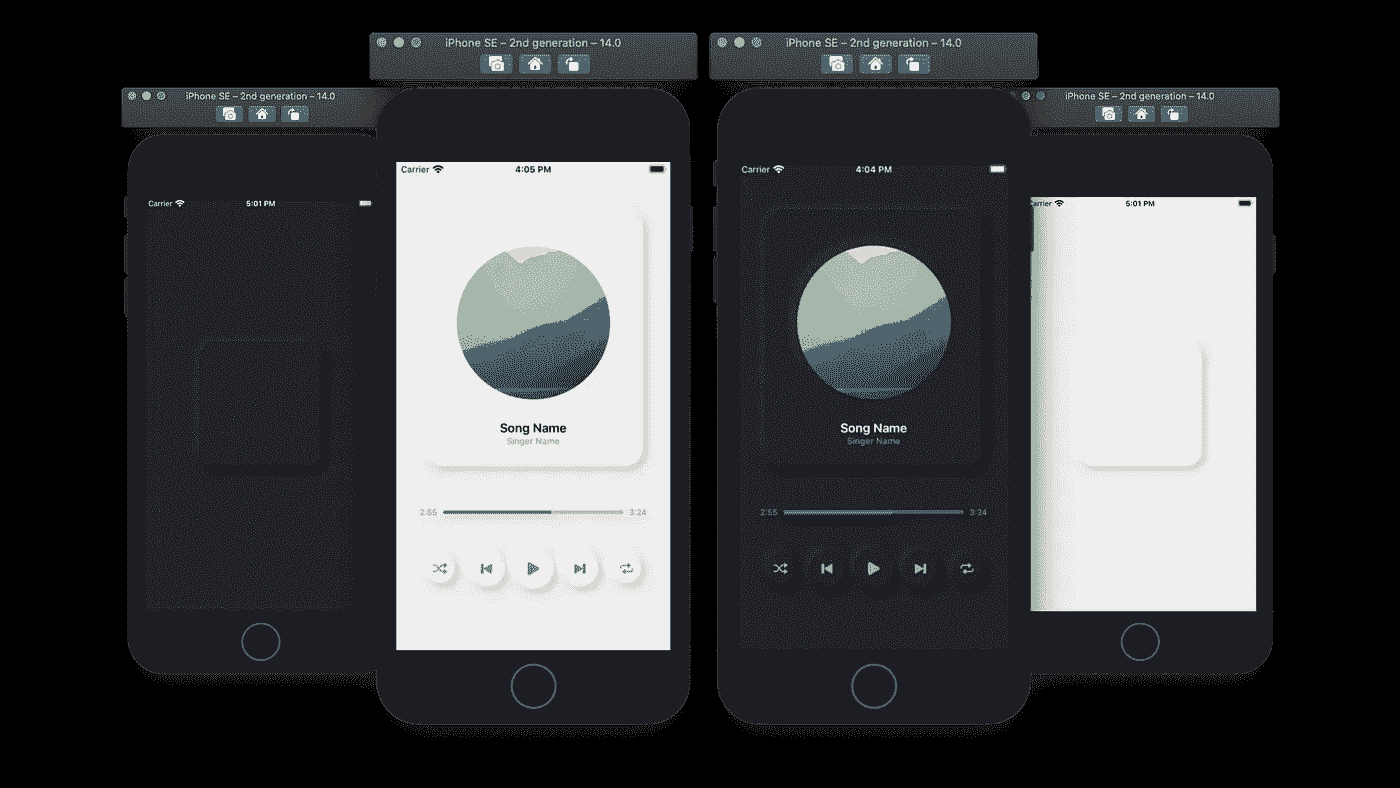 iPhone SE – 2nd generation – 14.0
Carrier
5:01 PM
iPhone SE – 2nd generation – 14.0
Carrier
4:05 PM
Song Name
Singer Name
2:55
3:24
iPhone SE – 2nd generation – 14.0
Carrier
4:04 PM
Song Name
Singer Name
2:55
3:24
iPhone SE – 2nd generation – 14.0
Carrier
5:01 PM